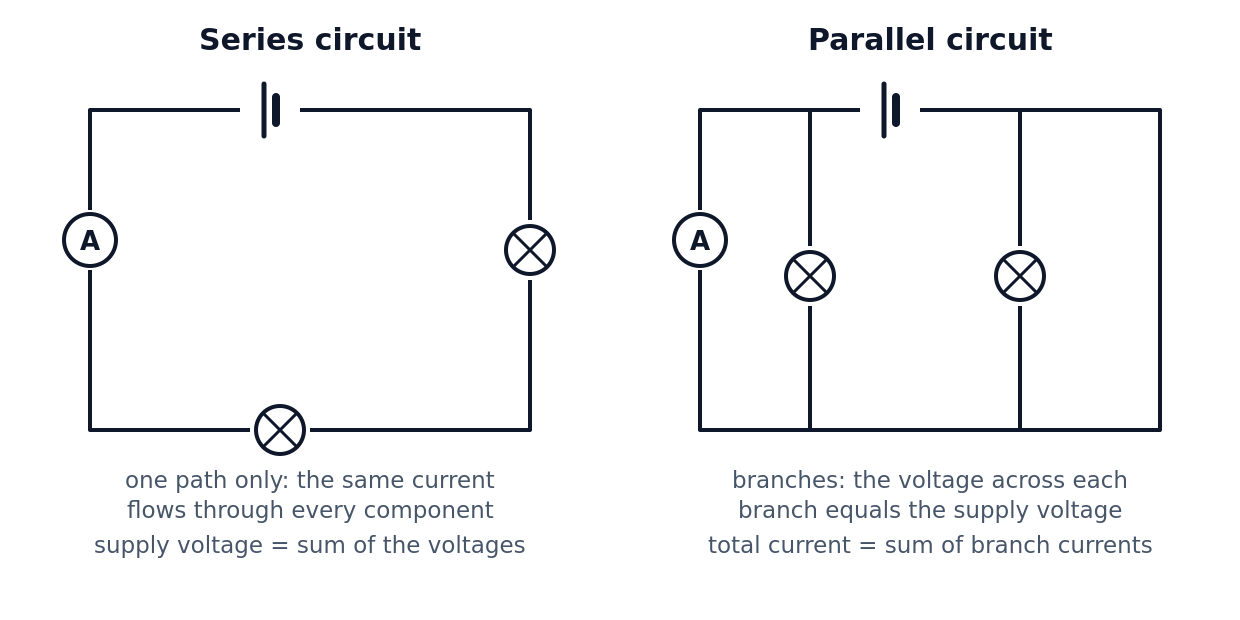 Series circuit
A
one path only: the same current
flows through every component
supply voltage = sum of the voltages
Parallel circuit
A
branches: the voltage across each
branch equals the supply voltage
total current = sum of branch currents